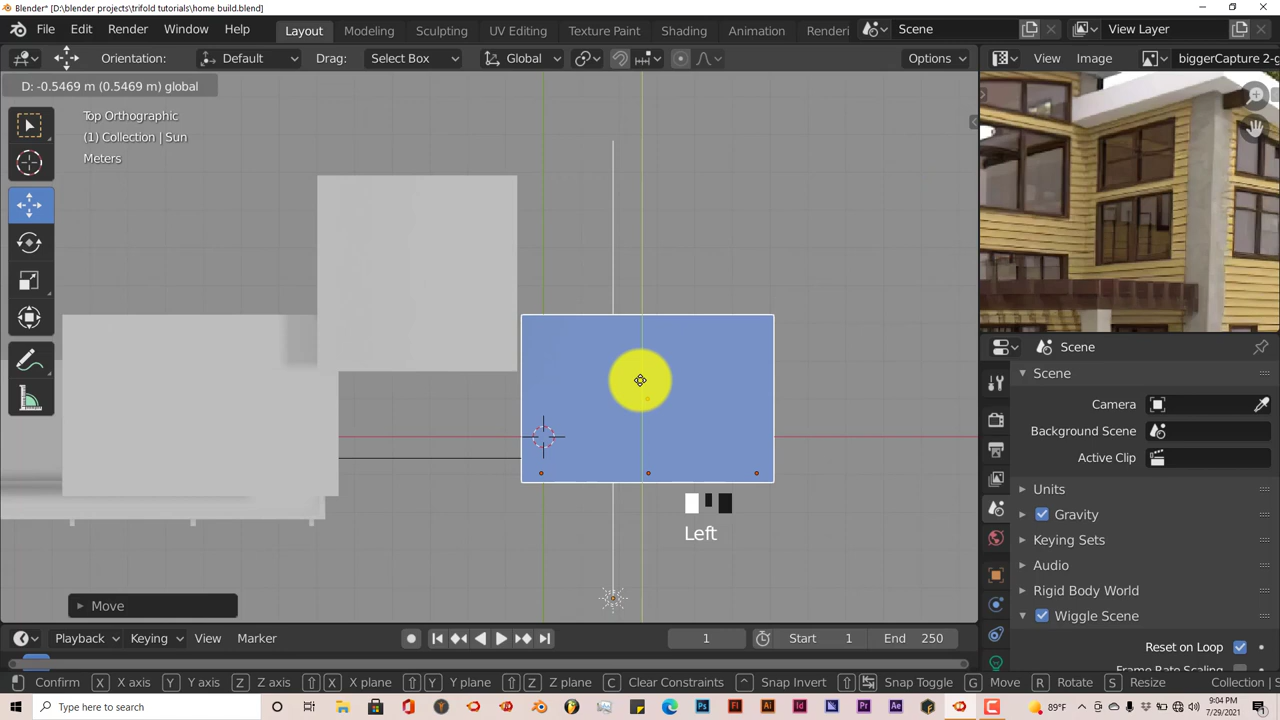 Blender* [D:\blender projects\trifold tutorials\home build.blend]
File Edit Render Window Help Layout Modeling Sculpting UV Editing Texture Paint Shading Animation Renderi Scene View Layer
Orientation: Default Drag: Select Box Global Options View Image biggerCapture 2-g
D: -0.5469 m (0.5469 m) global
Top Orthographic
(1) Collection | Sun
Meters
Scene
Scene
Camera
Background Scene
Active Clip
Units
Gravity
Keying Sets
Audio
Rigid Body World
Wiggle Scene
Reset on Loop
Frame Rate Scaling
Left
Move
Playback Keying View Marker 1 Start 1 End 250
Confirm X X axis Y Y axis Z Z axis X X plane Y Y plane Z Z plane C Clear Constraints Snap Invert Snap Toggle G Move R Rotate S Resize Collection | S
Type here to search
89°F
9:04 PM
7/29/2021